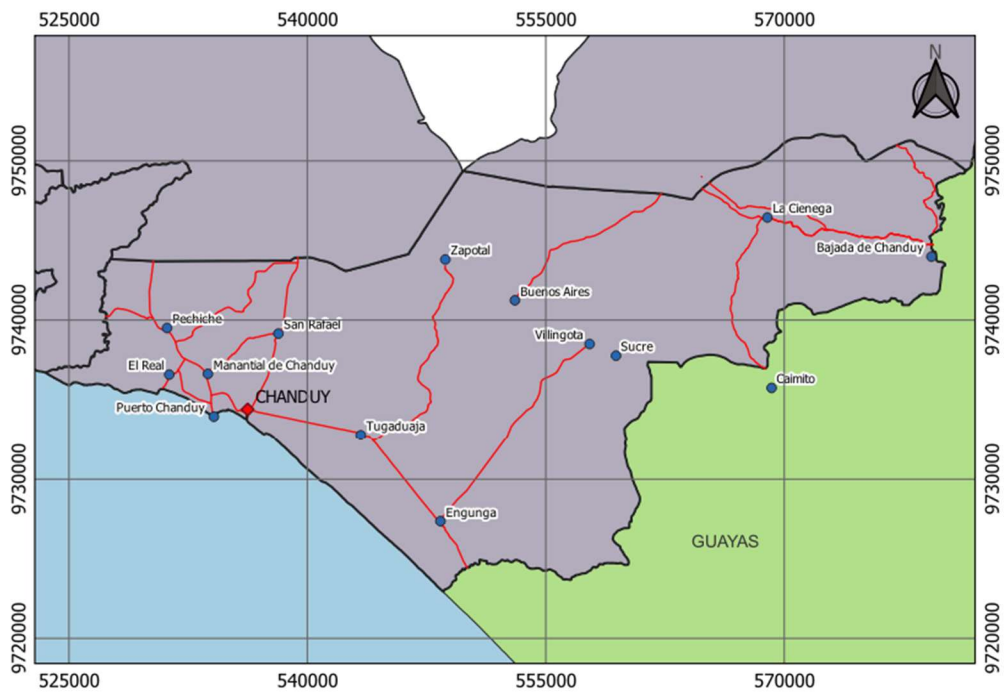 525000 540000 555000 570000
N
9750000 9750000
La Cienega
Bajada de Chanduy
Zapotal
Buenos Aires
9740000 9740000
Pechiche
San Rafael
Villingota
Sucre
El Real
Manantial de Chanduy
Caimito
CHANDUY
Puerto Chanduy
Tugaduaja
9730000 9730000
Engunga
GUAYAS
9720000 9720000
525000 540000 555000 570000